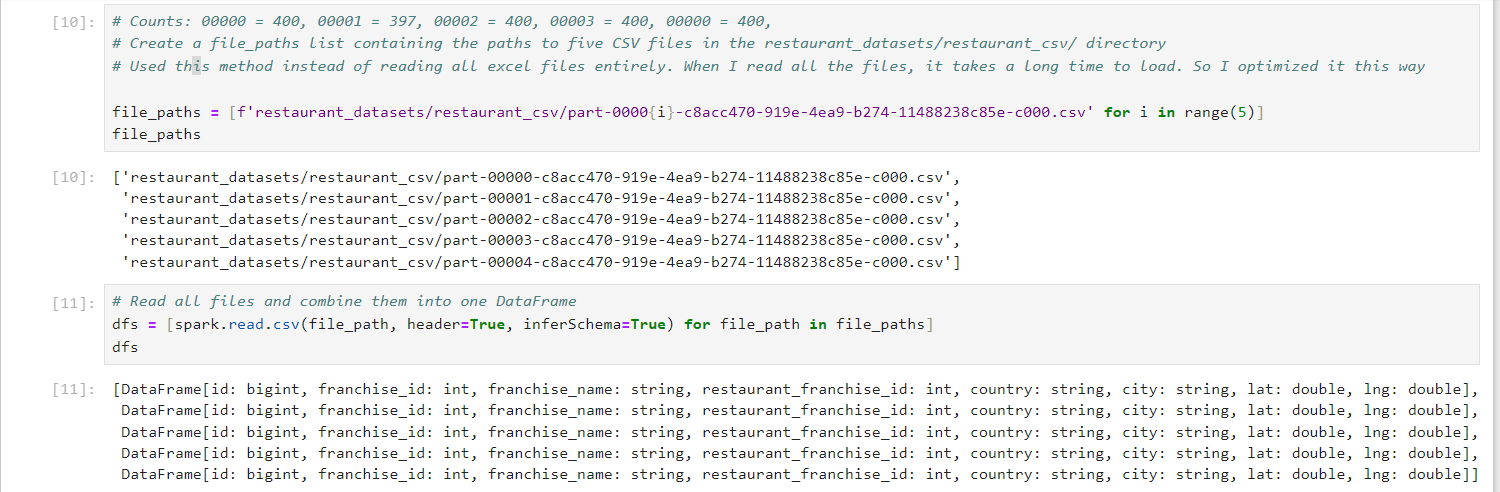 [10]: # Counts: 00000 = 400, 00001 = 397, 00002 = 400, 00003 = 400, 00000 = 400,
# Create a file_paths list containing the paths to five CSV files in the restaurant_datasets/restaurant_csv/ directory
# Used this method instead of reading all excel files entirely. When I read all the files, it takes a long time to load. So I optimized it this way
file_paths = [f'restaurant_datasets/restaurant_csv/part-0000{i}-c8acc470-919e-4ea9-b274-11488238c85e-c000.csv' for i in range(5)]
file_paths
[10]: ['restaurant_datasets/restaurant_csv/part-00000-c8acc470-919e-4ea9-b274-11488238c85e-c000.csv',
'restaurant_datasets/restaurant_csv/part-00001-c8acc470-919e-4ea9-b274-11488238c85e-c000.csv',
'restaurant_datasets/restaurant_csv/part-00002-c8acc470-919e-4ea9-b274-11488238c85e-c000.csv',
'restaurant_datasets/restaurant_csv/part-00003-c8acc470-919e-4ea9-b274-11488238c85e-c000.csv',
'restaurant_datasets/restaurant_csv/part-00004-c8acc470-919e-4ea9-b274-11488238c85e-c000.csv']
[11]: # Read all files and combine them into one DataFrame
dfs = [spark.read.csv(file_path, header=True, inferSchema=True) for file_path in file_paths]
dfs
[11]: [DataFrame[id: bigint, franchise_id: int, franchise_name: string, restaurant_franchise_id: int, country: string, city: string, lat: double, lng: double],
DataFrame[id: bigint, franchise_id: int, franchise_name: string, restaurant_franchise_id: int, country: string, city: string, lat: double, lng: double],
DataFrame[id: bigint, franchise_id: int, franchise_name: string, restaurant_franchise_id: int, country: string, city: string, lat: double, lng: double],
DataFrame[id: bigint, franchise_id: int, franchise_name: string, restaurant_franchise_id: int, country: string, city: string, lat: double, lng: double],
DataFrame[id: bigint, franchise_id: int, franchise_name: string, restaurant_franchise_id: int, country: string, city: string, lat: double, lng: double]]